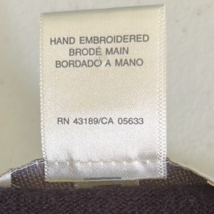 HAND EMBROIDERED
BRODÉ MAIN
BORDADO A MANO
RN 43189/CA 05633